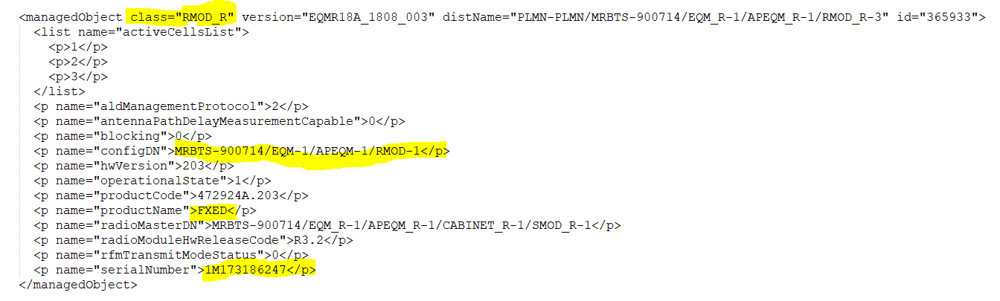 <managedObject class="RMOD_R" version="EQMR18A_1808_003" distName="PLMN-PLMN/MRBTS-900714/EQM_R-1/APEQM_R-1/RMOD_R-3" id="365933">
<list name="activeCellsList">
<p>1</p>
<p>2</p>
<p>3</p>
</list>
<p name="aldManagementProtocol">2</p>
<p name="antennaPathDelayMeasurementCapable">0</p>
<p name="blocking">0</p>
<p name="configDN">MRBTS-900714/EQM-1/APEQM-1/RMOD-1</p>
<p name="hwVersion">203</p>
<p name="operationalState">1</p>
<p name="productCode">472924A.203</p>
<p name="productName">FXED</p>
<p name="radioMasterDN">MRBTS-900714/EQM_R-1/APEQM_R-1/CABINET_R-1/SMOD_R-1</p>
<p name="radioModuleHwReleaseCode">R3.2</p>
<p name="rfmTransmitModeStatus">0</p>
<p name="serialNumber">1M173186247</p>
</managedObject>